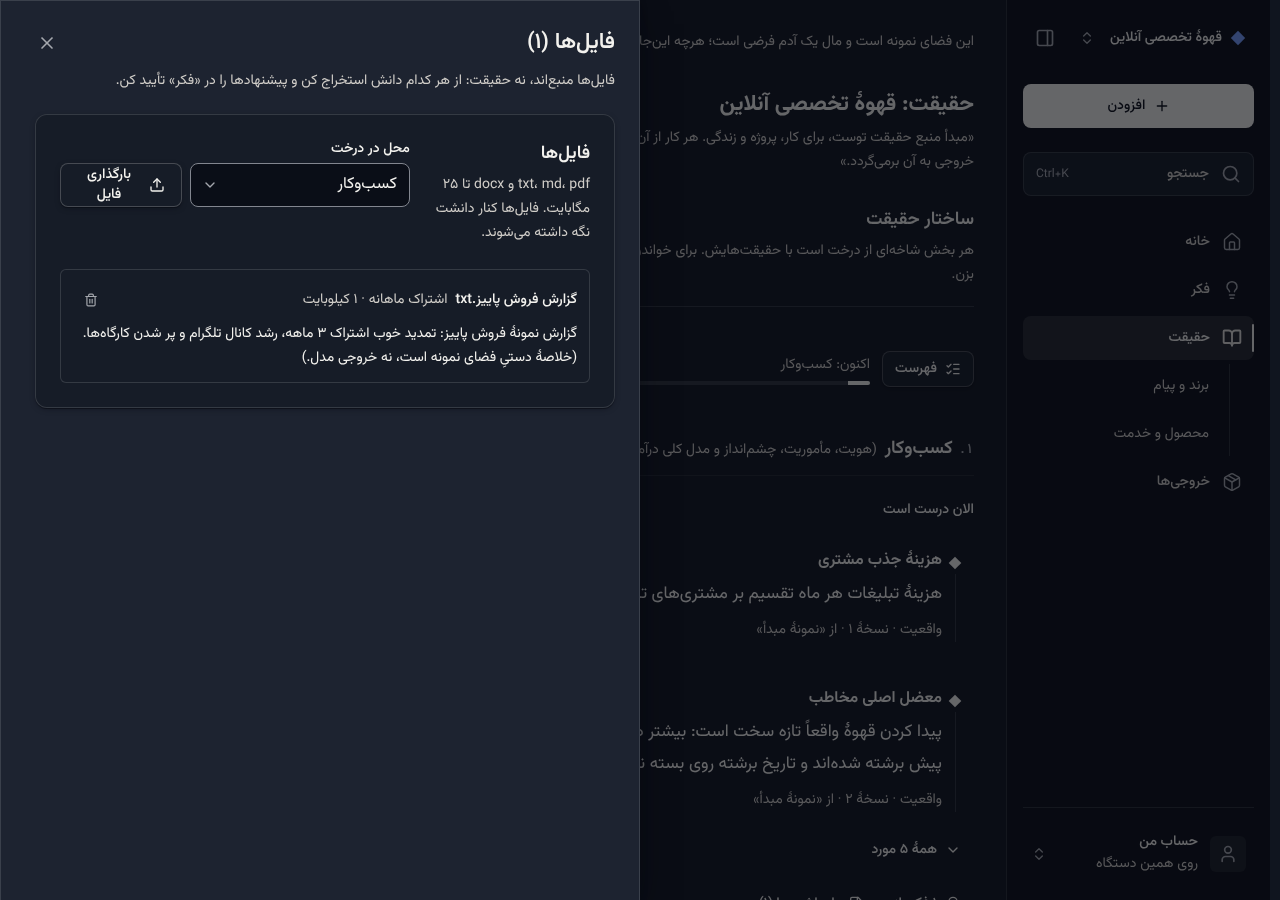 فایل‌ها (۱)
فایل‌ها منبع‌اند، نه حقیقت: از هر کدام دانش استخراج کن و پیشنهادها را در «فکر» تأیید کن.
فایل‌ها
txt، md، pdf و docx تا ۲۵
مگابایت. فایل‌ها کنار دانشت
نگه داشته می‌شوند.
محل در درخت
کسب‌وکار
بارگذاری
فایل
گزارش فروش پاییز.txt اشتراک ماهانه · ۱ کیلوبایت
گزارش نمونهٔ فروش پاییز: تمدید خوب اشتراک ۳ ماهه، رشد کانال تلگرام و پر شدن کارگاه‌ها.
(خلاصهٔ دستیِ فضای نمونه است، نه خروجی مدل.)
قهوهٔ تخصصی آنلاین
افزودن
جستجو
Ctrl+K
خانه
فکر
حقیقت
برند و پیام
محصول و خدمت
خروجی‌ها
حساب من
روی همین دستگاه
این فضای نمونه است و مال یک آدم فرضی است؛ هرچه این‌جا
حقیقت: قهوهٔ تخصصی آنلاین
«مبدأ منبع حقیقت توست، برای کار، پروژه و زندگی. هر کار از آن
خروجی به آن برمی‌گردد.»
ساختار حقیقت
هر بخش شاخه‌ای از درخت است با حقیقت‌هایش. برای خواندن
بزن.
فهرست
اکنون: کسب‌وکار
۱. کسب‌وکار (هویت، مأموریت، چشم‌انداز و مدل کلی
الان درست است
هزینهٔ جذب مشتری
هزینهٔ تبلیغات هر ماه تقسیم بر مشتری‌های
واقعیت · نسخهٔ ۱ · از «نمونهٔ مبدأ»
معضل اصلی مخاطب
پیدا کردن قهوهٔ واقعاً تازه سخت است: بیشتر
پیش برشته شده‌اند و تاریخ برشته روی بسته
واقعیت · نسخهٔ ۲ · از «نمونهٔ مبدأ»
همهٔ ۵ مورد